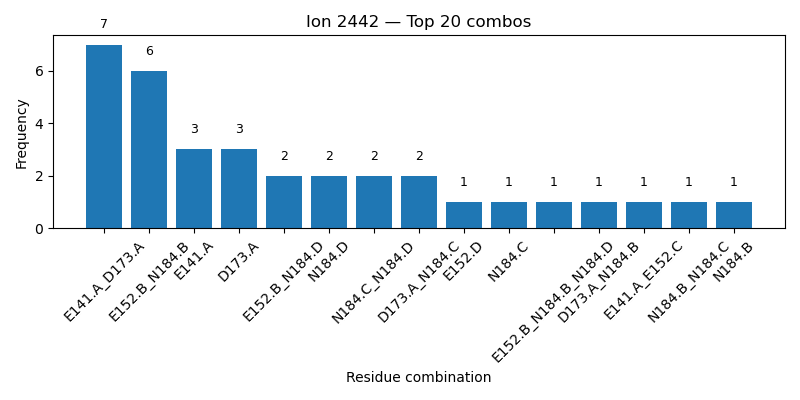 Ion 2442 — Top 20 combos
7
6
3
3
2
2
2
2
1
1
1
1
1
1
1
Frequency
6
4
2
0
E141.A_D173.A
E152.B_N184.B
E141.A
D173.A
E152.B_N184.D
N184.D
N184.C_N184.D
D173.A_N184.C
E152.D
N184.C
E152.B_N184.B_N184.D
D173.A_N184.B
E141.A_E152.C
N184.B_N184.C
N184.B
Residue combination